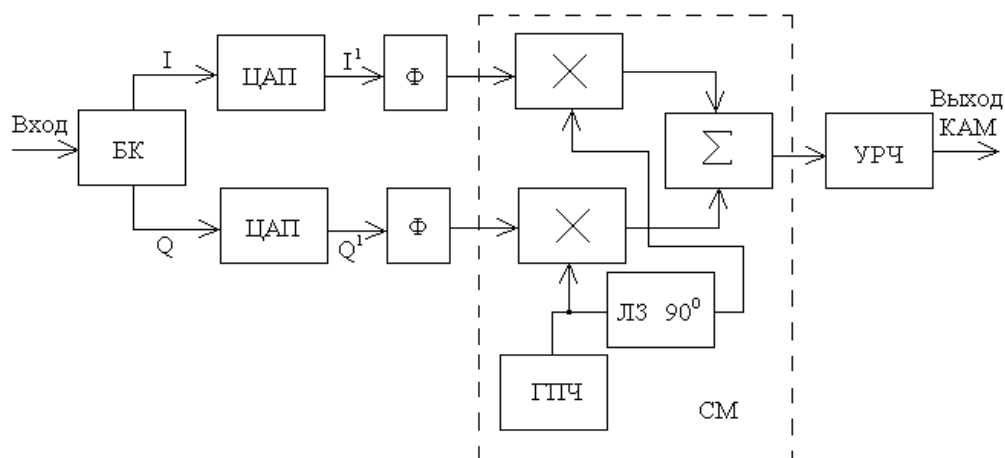 Вход
БК
I
ЦАП
I¹
Ф
Σ
УРЧ
Выход
КАМ
Q
ЦАП
Q¹
Ф
ЛЗ 90⁰
ГПЧ
СМ